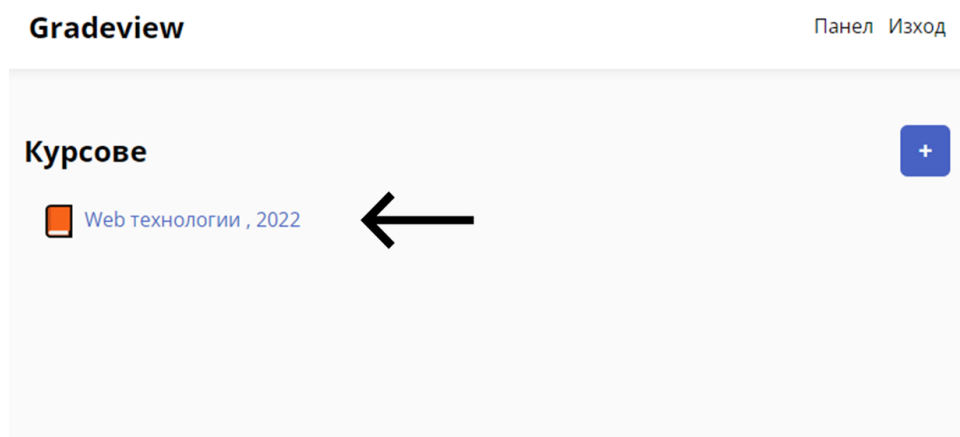 Gradeview
Панел Изход
Курсове
+
Web технологии , 2022